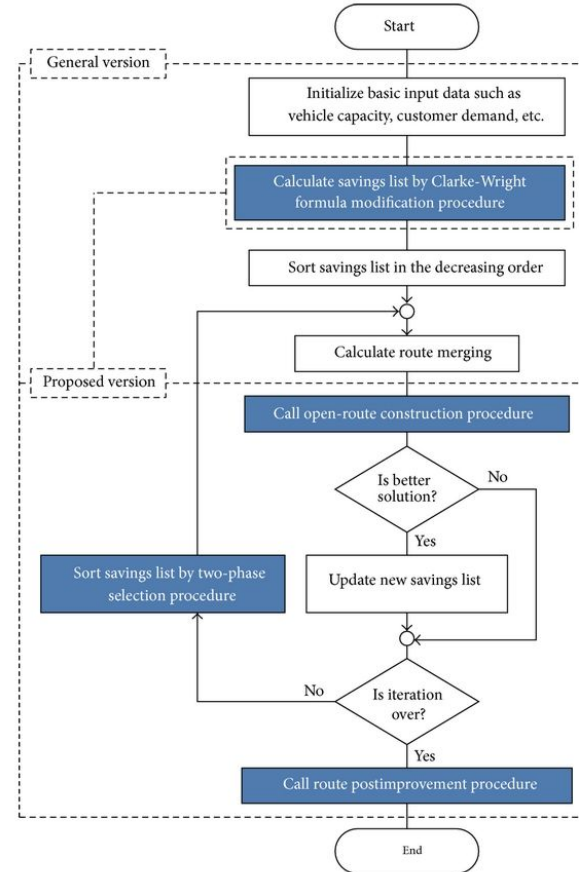 Start
General version
Initialize basic input data such as
vehicle capacity, customer demand, etc.
Calculate savings list by Clarke-Wright
formula modification procedure
Sort savings list in the decreasing order
Calculate route merging
Proposed version
Call open-route construction procedure
Is better
solution?
No
Yes
Sort savings list by two-phase
selection procedure
Update new savings list
No
Is iteration
over?
Yes
Call route postimprovement procedure
End